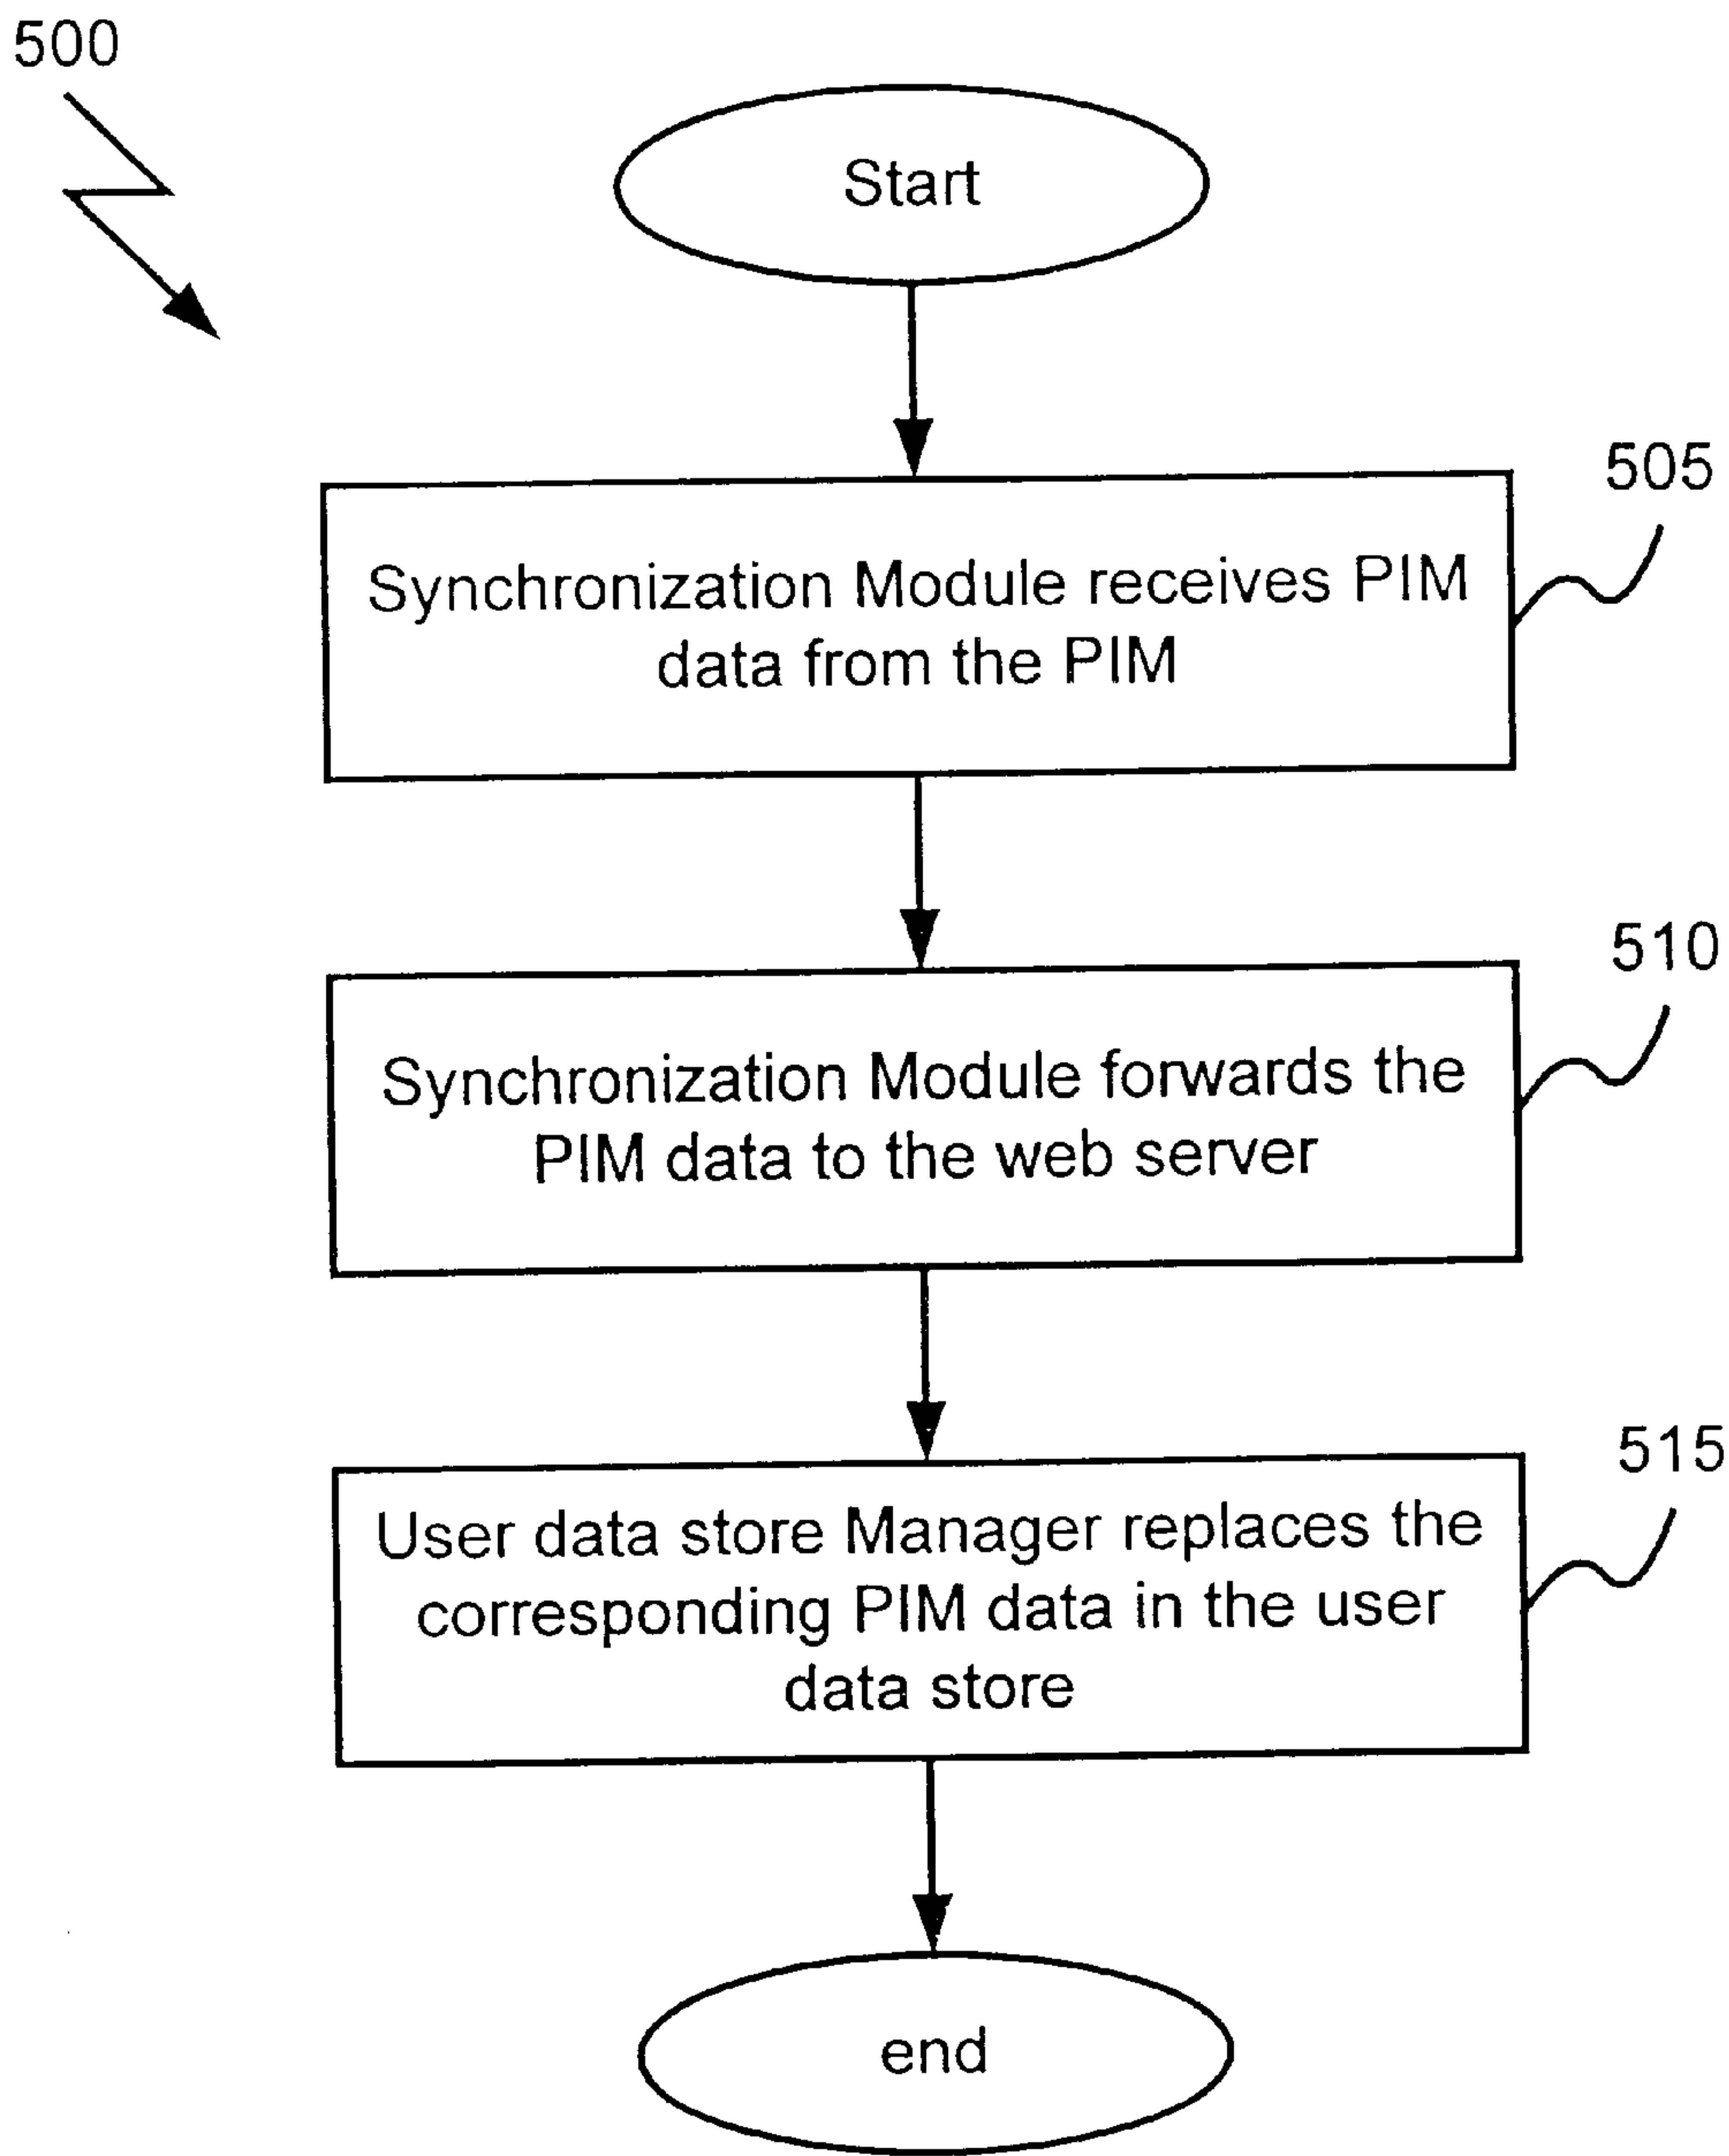 500
Start
505
Synchronization Module receives PIM
data from the PIM
510
Synchronization Module forwards the
PIM data to the web server
515
User data store Manager replaces the
corresponding PIM data in the user
data store
end